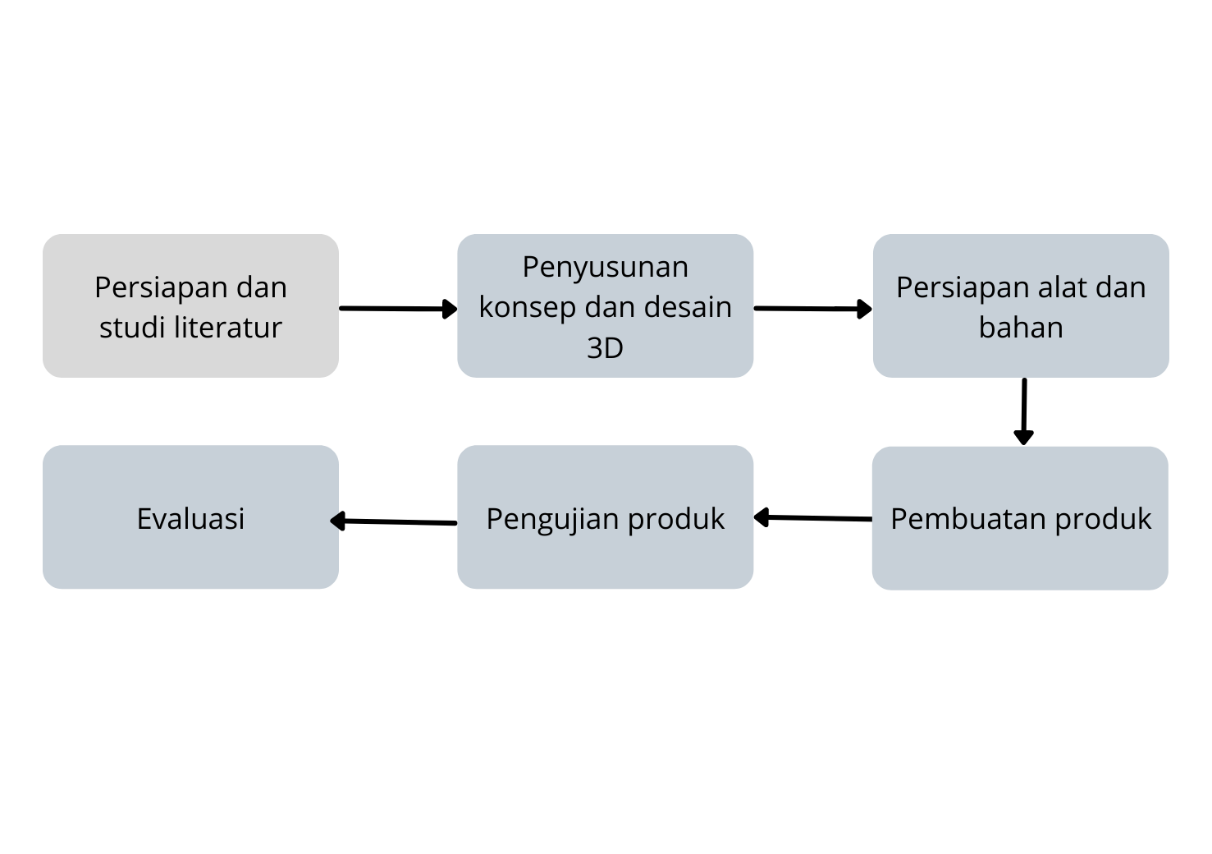 Persiapan dan
studi literatur
Penyusunan
konsep dan desain
3D
Persiapan alat dan
bahan
Pembuatan produk
Pengujian produk
Evaluasi